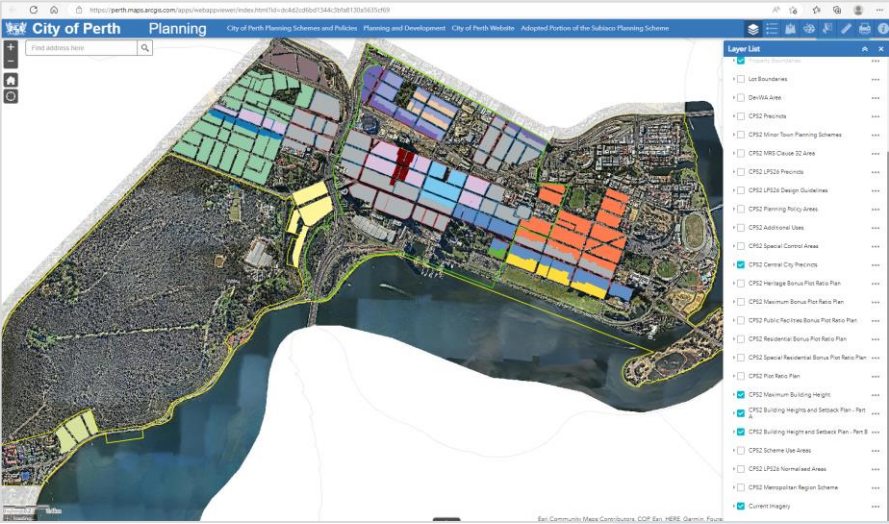 https://perth.maps.arcgis.com/apps/webappviewer/index.html?id=
City of Perth
Planning
City of Perth Planning Schemes and Policies
Planning and Development
City of Perth Website
Adopted Portion of the Subiaco Planning Scheme
Find address here
Layer List
Property Boundaries
Lot Boundaries
DevWA Area
CPS2 Precincts
CPS2 Minor Town Planning Schemes
CPS2 MRS Clause 32 Area
CPS2 LPS26 Precincts
CPS2 LPS26 Design Guidelines
CPS2 Planning Policy Areas
CPS2 Additional Uses
CPS2 Special Control Areas
CPS2 Central City Precincts
CPS2 Heritage Bonus Plot Ratio Plan
CPS2 Maximum Bonus Plot Ratio Plan
CPS2 Public Facilities Bonus Plot Ratio Plan
CPS2 Residential Bonus Plot Ratio Plan
CPS2 Special Residential Bonus Plot Ratio Plan
CPS2 Plot Ratio Plan
CPS2 Maximum Building Height
CPS2 Building Heights and Setback Plan - Part
A
CPS2 Building Height and Setback Plan - Part B
CPS2 Scheme Use Areas
CPS2 LPS26 Normalised Areas
CPS2 Metropolitan Region Scheme
Current Imagery
Esri Community Maps Contributors, COP, Esri, HERE, Garmin, Fours